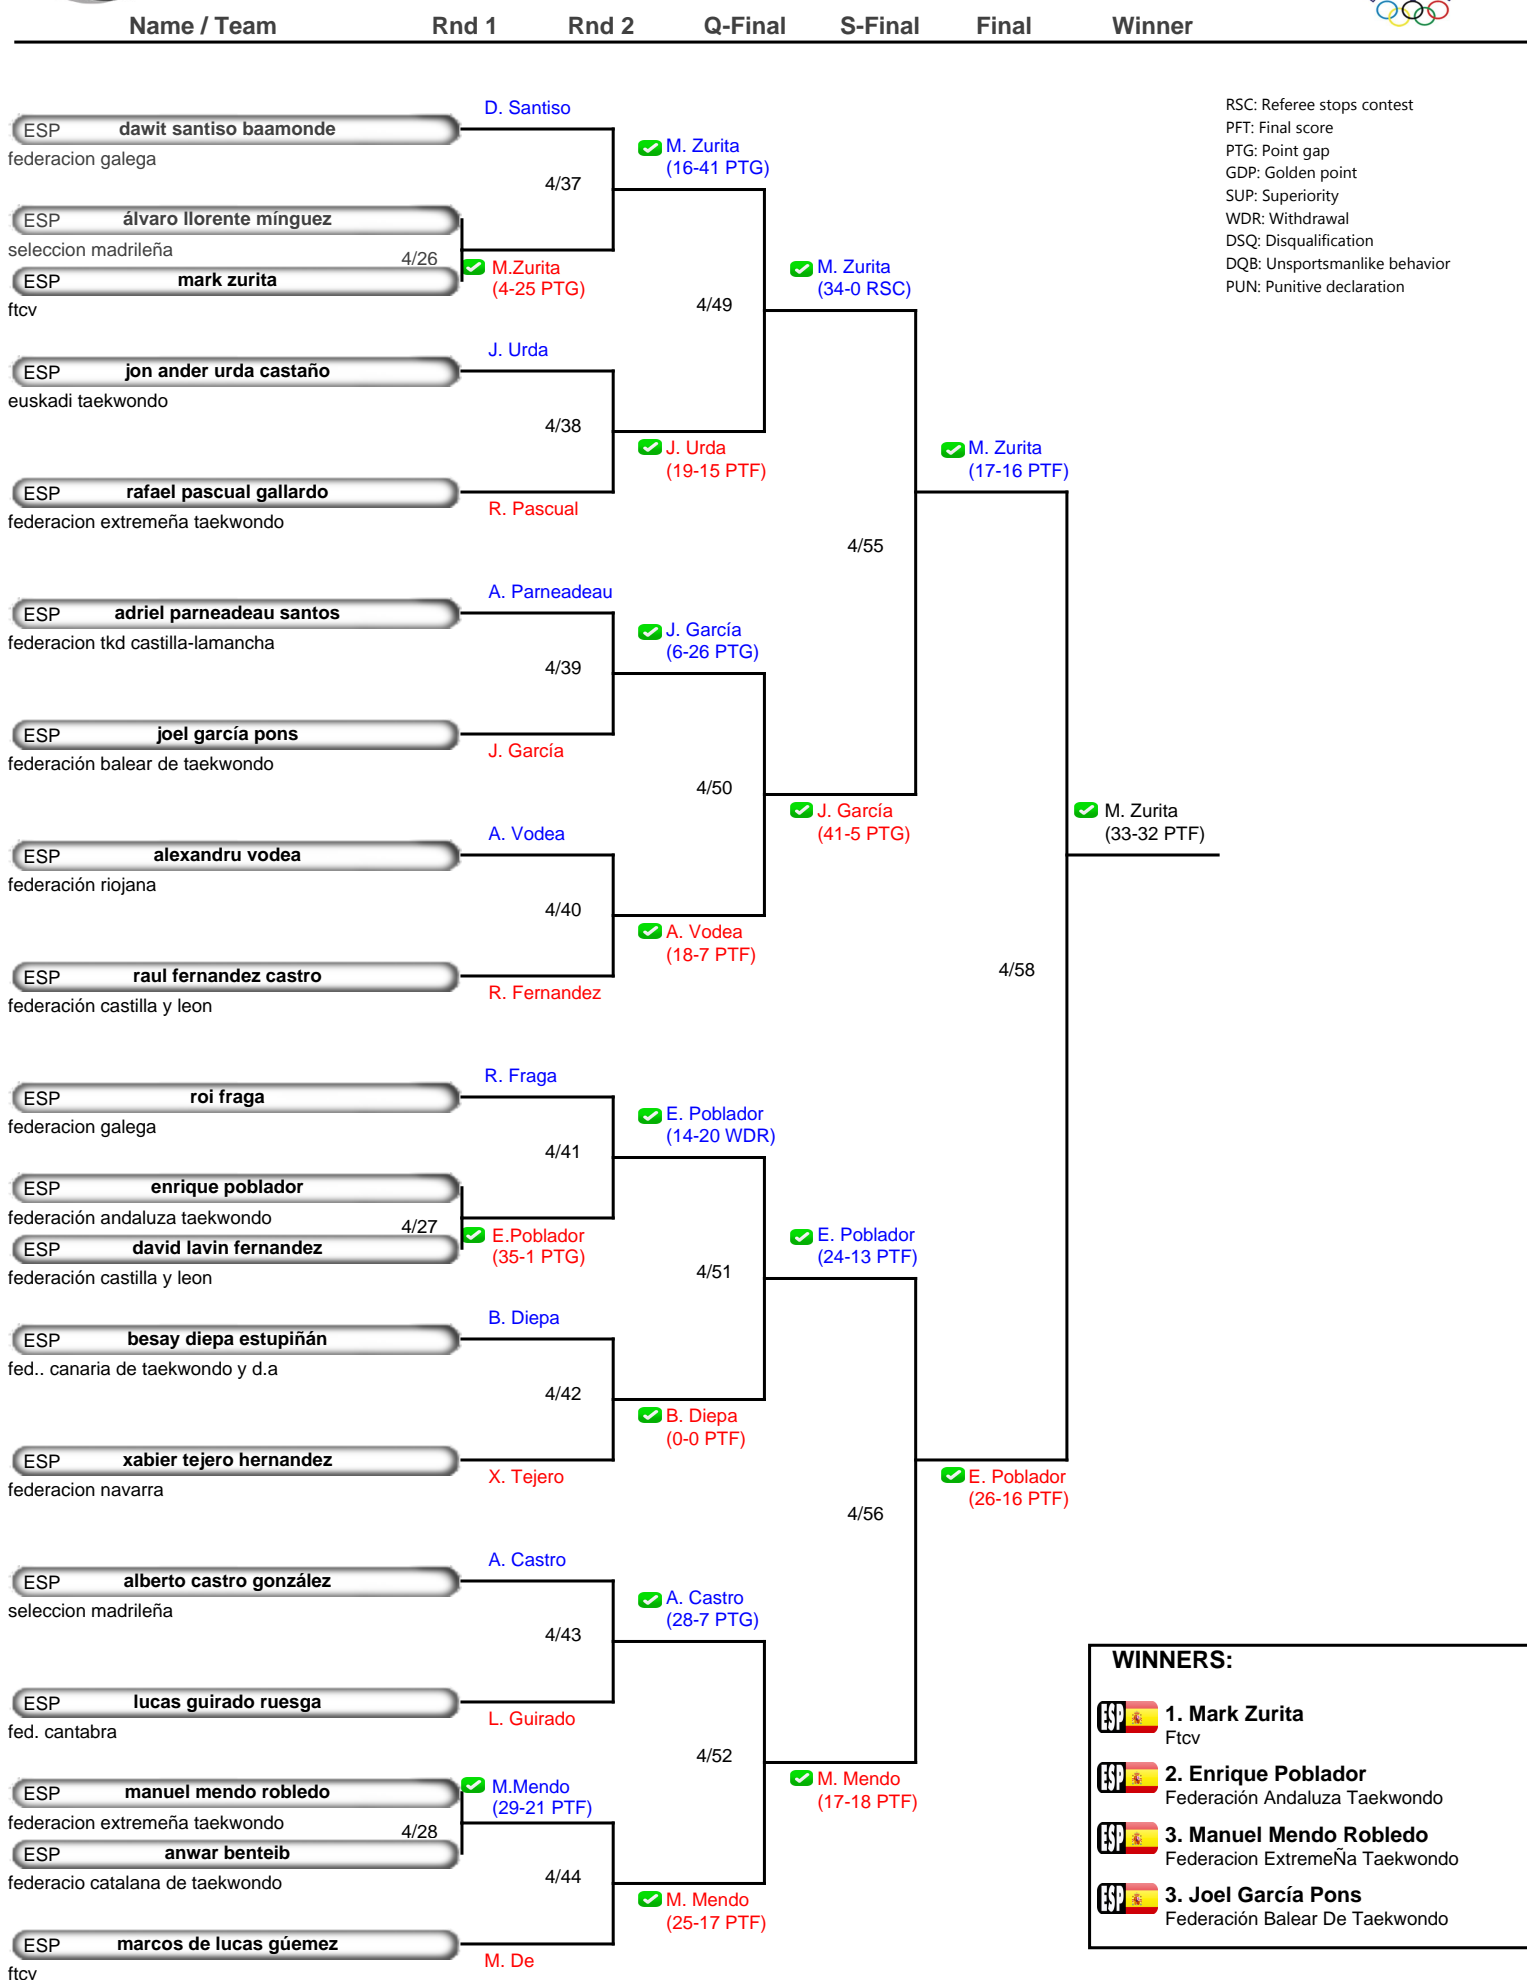 Name / Team Rnd 1 Rnd 2 Q-Final S-Final Final Winner
RSC: Referee stops contest
PFT: Final score
PTG: Point gap
GDP: Golden point
SUP: Superiority
WDR: Withdrawal
DSQ: Disqualification
DQB: Unsportsmanlike behavior
PUN: Punitive declaration
D. Santiso
ESP dawit santiso baamonde
federacion galega
M. Zurita
(16-41 PTG)
4/37
ESP álvaro llorente mínguez
seleccion madrileña
4/26
ESP mark zurita
ftcv
M.Zurita
(4-25 PTG)
M. Zurita
(34-0 RSC)
4/49
J. Urda
ESP jon ander urda castaño
euskadi taekwondo
4/38
J. Urda
(19-15 PTF)
M. Zurita
(17-16 PTF)
ESP rafael pascual gallardo
federacion extremeña taekwondo
R. Pascual
4/55
A. Parneadeau
ESP adriel parneadeau santos
federacion tkd castilla-lamancha
J. García
(6-26 PTG)
4/39
ESP joel garcía pons
federación balear de taekwondo
J. García
4/50
J. García
(41-5 PTG)
M. Zurita
(33-32 PTF)
A. Vodea
ESP alexandru vodea
federación riojana
4/40
A. Vodea
(18-7 PTF)
4/58
ESP raul fernandez castro
federación castilla y leon
R. Fernandez
R. Fraga
ESP roi fraga
federacion galega
E. Poblador
(14-20 WDR)
4/41
ESP enrique poblador
federación andaluza taekwondo
4/27
ESP david lavin fernandez
federación castilla y leon
E.Poblador
(35-1 PTG)
E. Poblador
(24-13 PTF)
4/51
B. Diepa
ESP besay diepa estupiñán
fed.. canaria de taekwondo y d.a
4/42
B. Diepa
(0-0 PTF)
ESP xabier tejero hernandez
federacion navarra
X. Tejero
E. Poblador
(26-16 PTF)
4/56
A. Castro
ESP alberto castro gonzález
seleccion madrileña
A. Castro
(28-7 PTG)
4/43
ESP lucas guirado ruesga
fed. cantabra
L. Guirado
4/52
ESP manuel mendo robledo
federacion extremeña taekwondo
4/28
M.Mendo
(29-21 PTF)
M. Mendo
(17-18 PTF)
ESP anwar benteib
federacio catalana de taekwondo
4/44
M. Mendo
(25-17 PTF)
ESP marcos de lucas gúemez
ftcv
M. De
WINNERS:
ESP 1. Mark Zurita
Ftcv
ESP 2. Enrique Poblador
Federación Andaluza Taekwondo
ESP 3. Manuel Mendo Robledo
Federacion ExtremeÑa Taekwondo
ESP 3. Joel García Pons
Federación Balear De Taekwondo